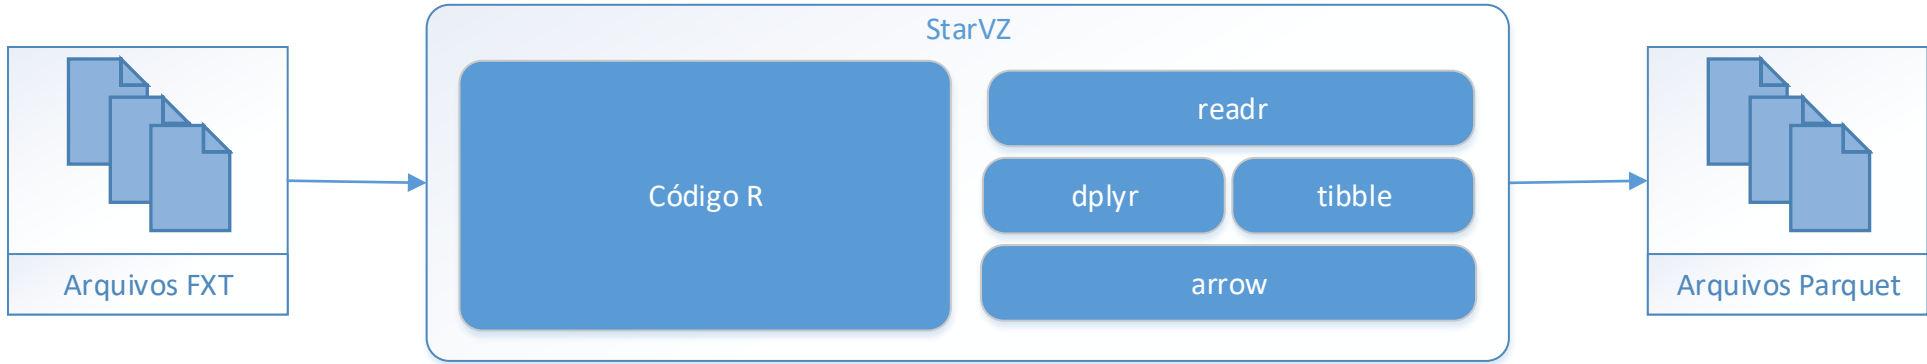 StarVZ
Arquivos FXT
Código R
readr
dplyr
tibble
arrow
Arquivos Parquet